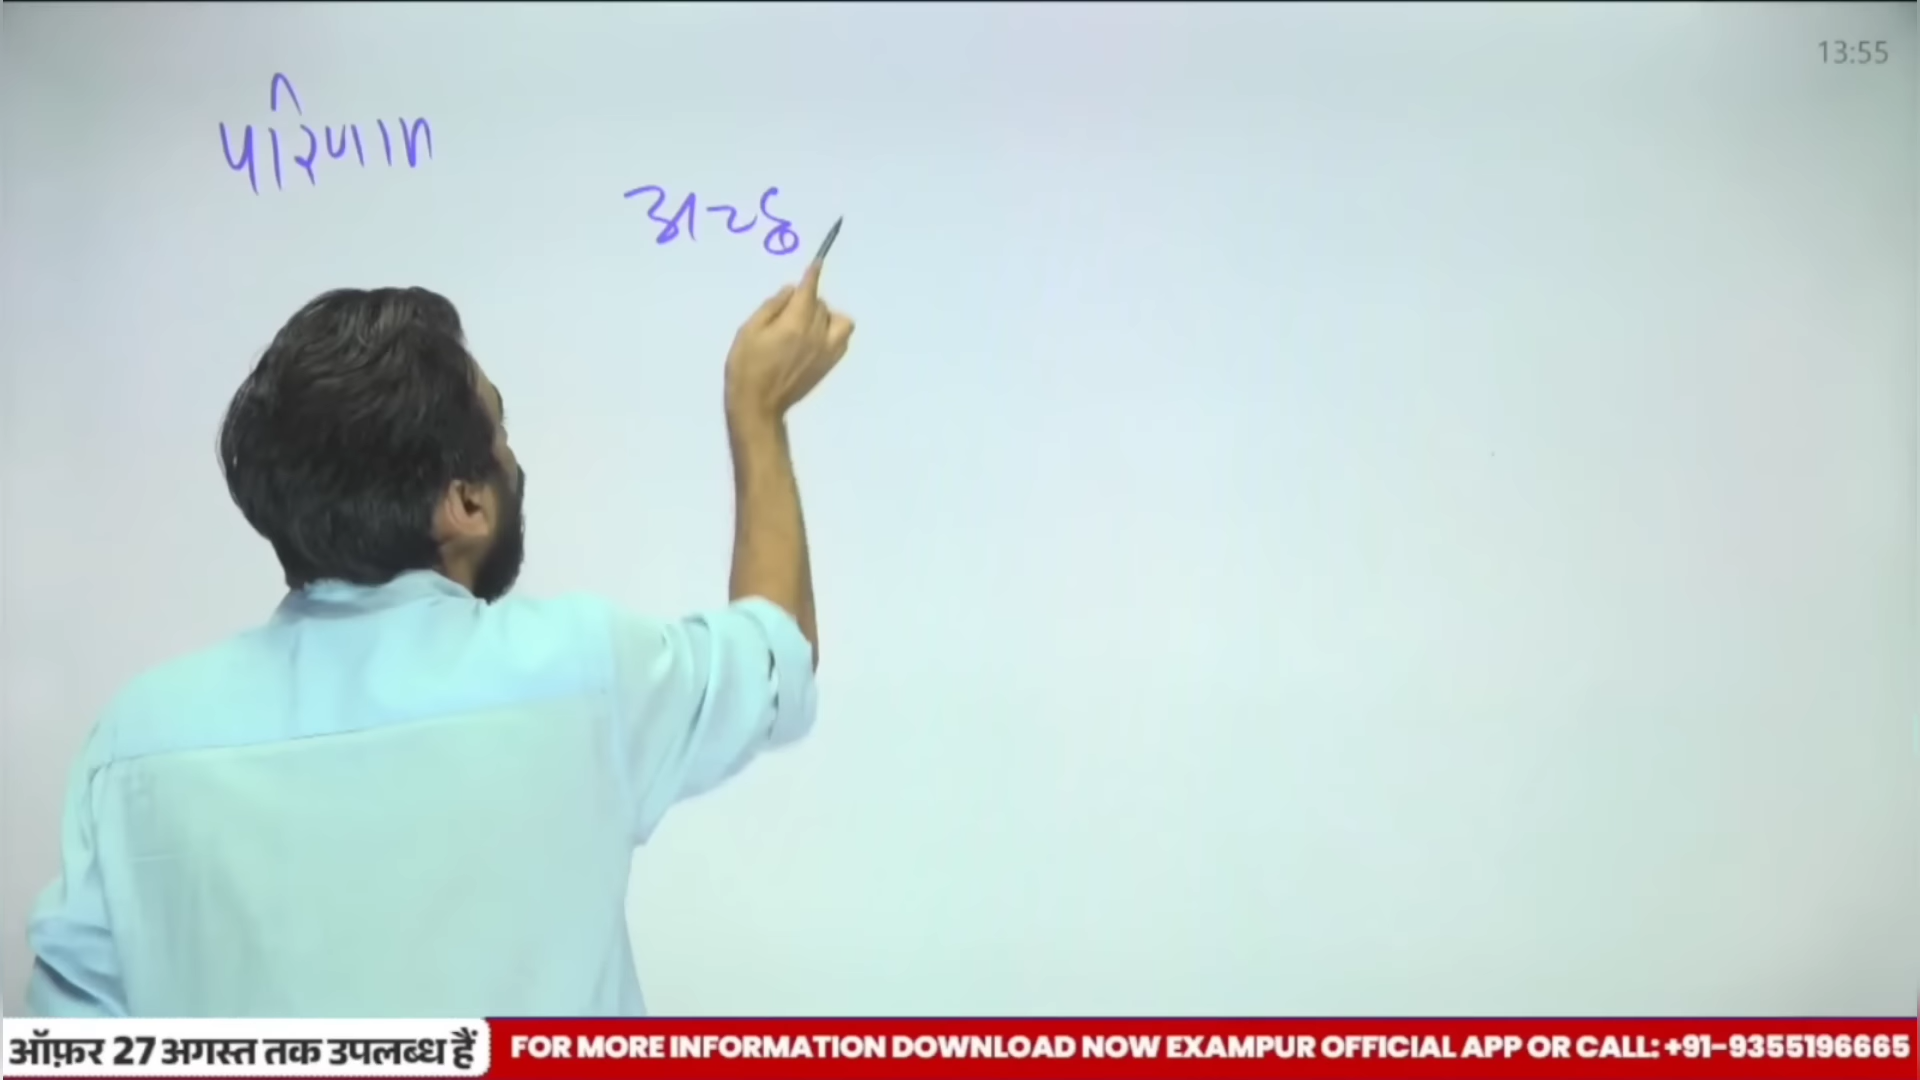 13:55
परिणाम
ऑफ़र 27 अगस्त तक उपलब्ध हैं
FOR MORE INFORMATION DOWNLOAD NOW EXAMPUR OFFICIAL APP OR CALL: +91-9355196665